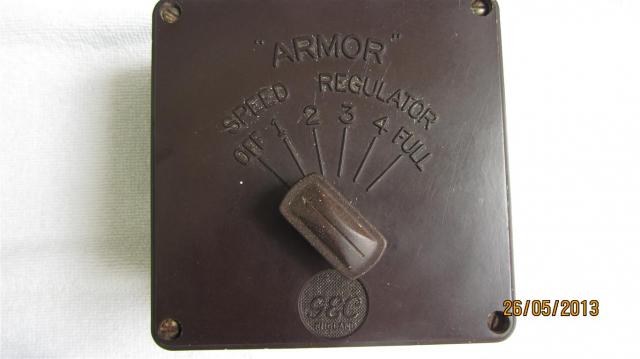 "ARMOR"
SPEED REGULATOR
OFF 1 2 3 4 FULL
GEC
ENGLAND
26/05/2013